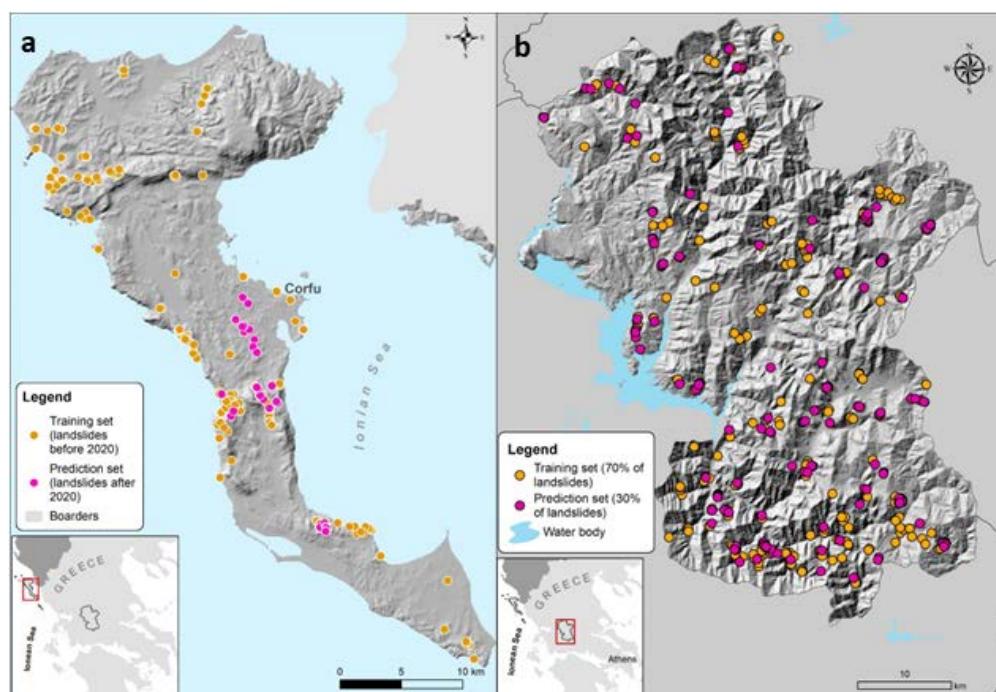 a
N
W E
S
Corfu
Ionian Sea
Legend
Training set
(landslides
before 2020)
Prediction set
(landslides after
2020)
Boarders
GREECE
Ionean Sea
0 5 10 km
b
N
W E
S
Legend
Training set (70% of
landslides)
Prediction set (30%
of landslides)
Water body
GREECE
Ionean Sea
Athens
10
km